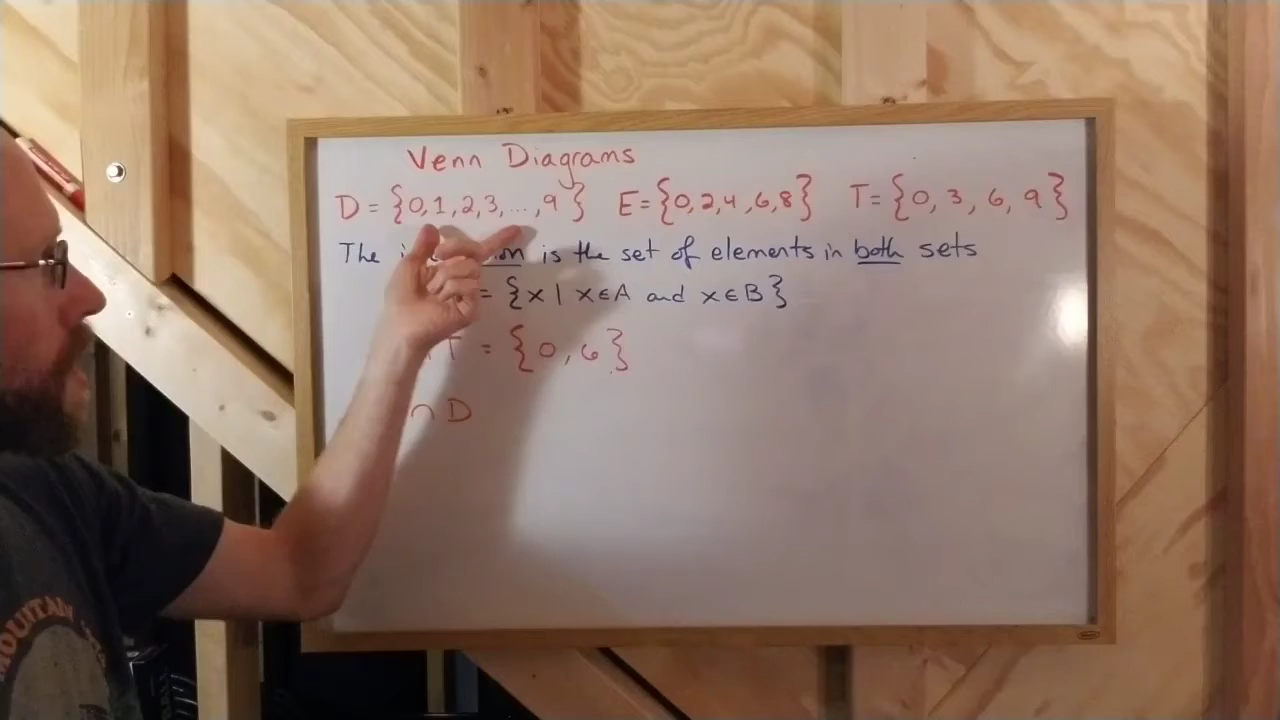 Venn Diagrams
D = {0,1,2,3,...,9} E={0,2,4,6,8} T={0, 3, 6, 9}
The is the set of elements in both sets
= {x | x∈A and x∈B}
T = {0,6}
∩ D
MOUNTAIN